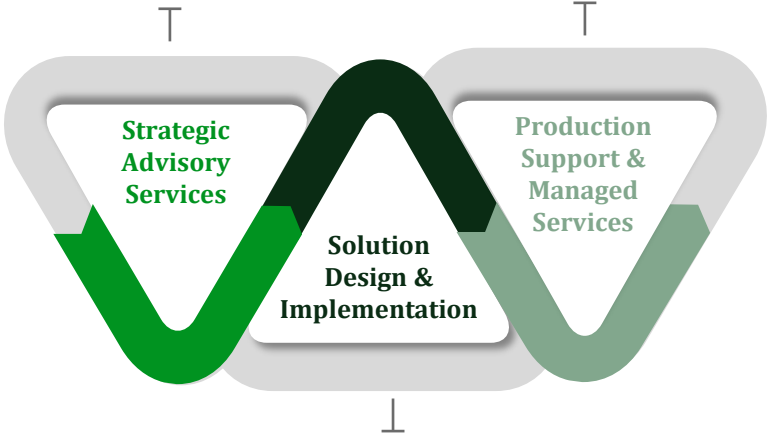 Strategic
Advisory
Services
Solution
Design &
Implementation
Production
Support &
Managed
Services